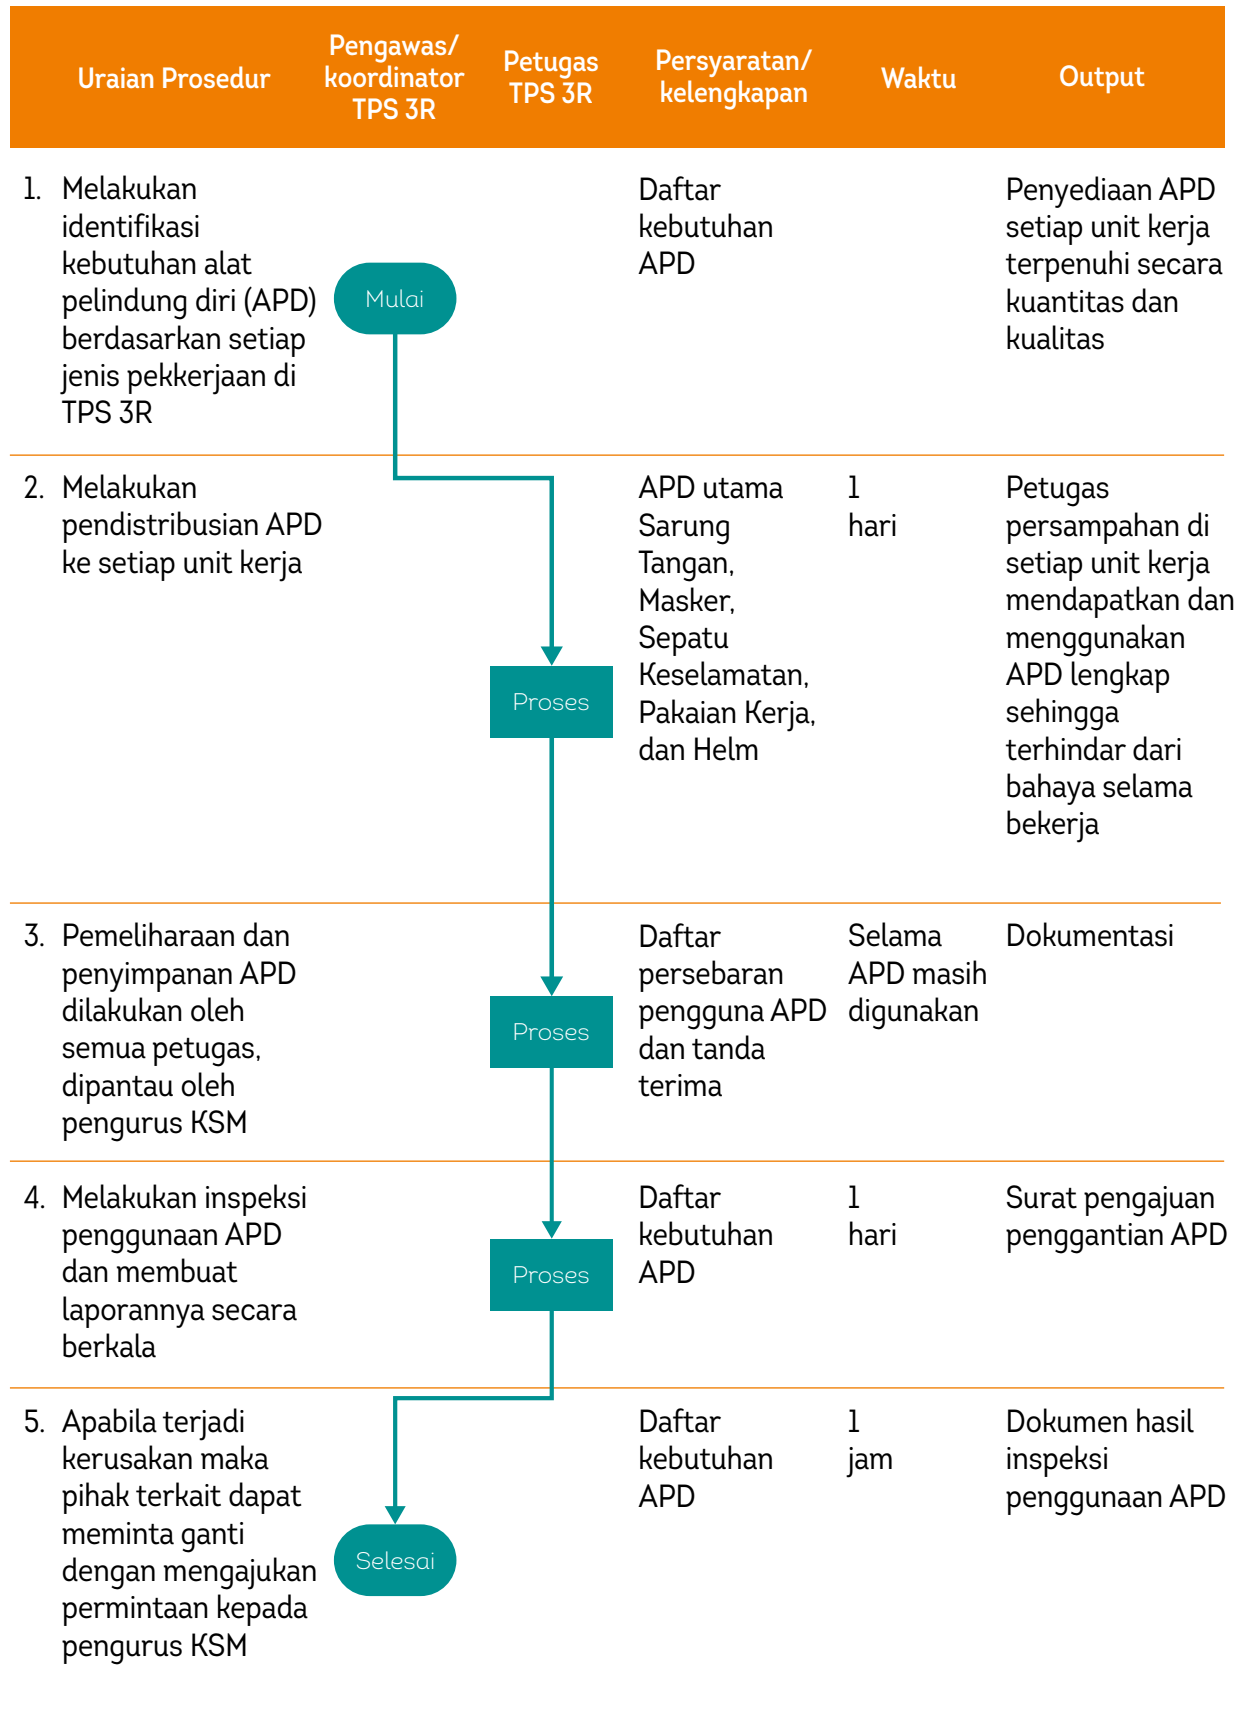 Uraian Prosedur
Pengawas/
koordinator
TPS 3R
Petugas
TPS 3R
Persyaratan/
kelengkapan
Waktu
Output
1. Melakukan
identifikasi
kebutuhan alat
pelindung diri (APD)
berdasarkan setiap
jenis pekkerjaan di
TPS 3R
Mulai
Daftar
kebutuhan
APD
Penyediaan APD
setiap unit kerja
terpenuhi secara
kuantitas dan
kualitas
2. Melakukan
pendistribusian APD
ke setiap unit kerja
Proses
APD utama
Sarung
Tangan,
Masker,
Sepatu
Keselamatan,
Pakaian Kerja,
dan Helm
1
hari
Petugas
persampahan di
setiap unit kerja
mendapatkan dan
menggunakan
APD lengkap
sehingga
terhindar dari
bahaya selama
bekerja
3. Pemeliharaan dan
penyimpanan APD
dilakukan oleh
semua petugas,
dipantau oleh
pengurus KSM
Proses
Daftar
persebaran
pengguna APD
dan tanda
terima
Selama
APD masih
digunakan
Dokumentasi
4. Melakukan inspeksi
penggunaan APD
dan membuat
laporannya secara
berkala
Proses
Daftar
kebutuhan
APD
1
hari
Surat pengajuan
penggantian APD
5. Apabila terjadi
kerusakan maka
pihak terkait dapat
meminta ganti
dengan mengajukan
permintaan kepada
pengurus KSM
Selesai
Daftar
kebutuhan
APD
1
jam
Dokumen hasil
inspeksi
penggunaan APD